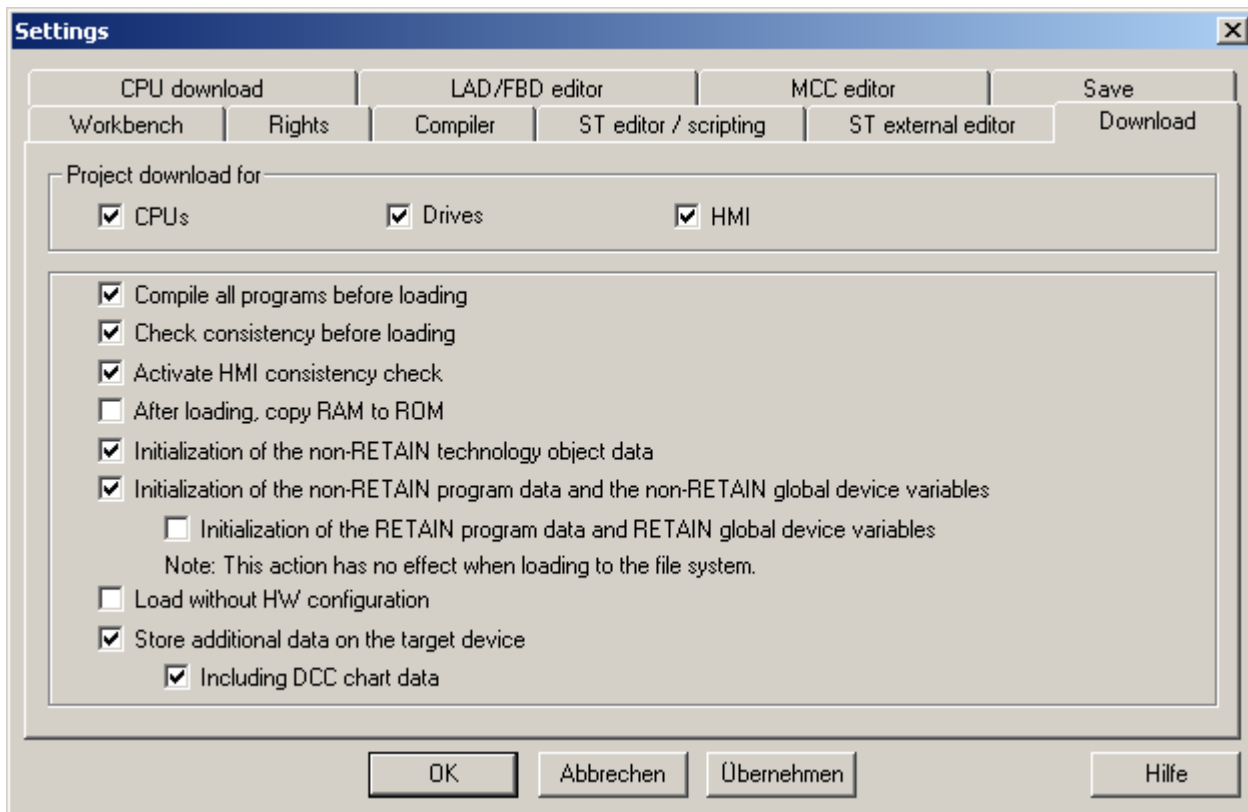 Settings
CPU download LAD/FBD editor MCC editor Save
Workbench Rights Compiler ST editor / scripting ST external editor Download
Project download for
CPUs Drives HMI
Compile all programs before loading
Check consistency before loading
Activate HMI consistency check
After loading, copy RAM to ROM
Initialization of the non-RETAIN technology object data
Initialization of the non-RETAIN program data and the non-RETAIN global device variables
Initialization of the RETAIN program data and RETAIN global device variables
Note: This action has no effect when loading to the file system.
Load without HW configuration
Store additional data on the target device
Including DCC chart data
OK Abbrechen Übernehmen Hilfe